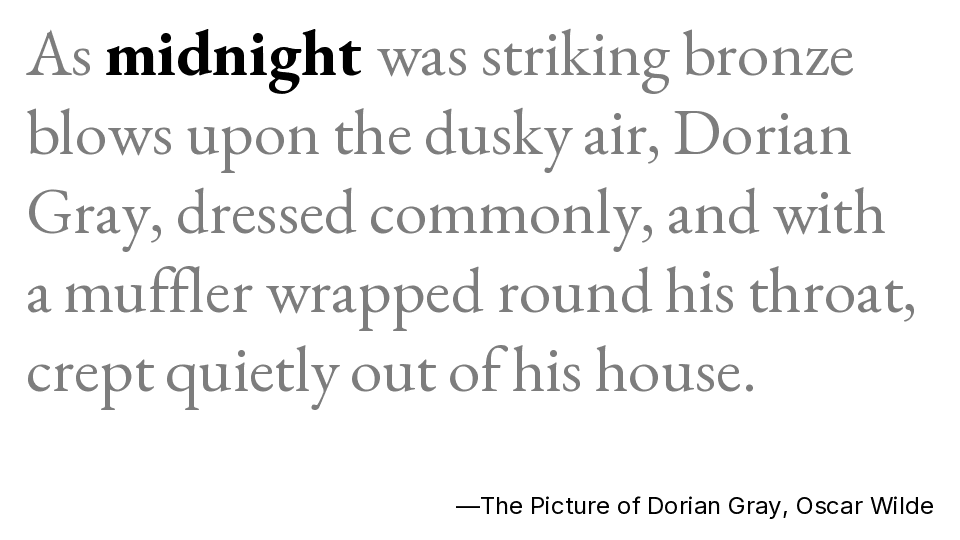 As midnight was striking bronze
blows upon the dusky air, Dorian
Gray, dressed commonly, and with
a muffler wrapped round his throat,
crept quietly out of his house.
—The Picture of Dorian Gray, Oscar Wilde